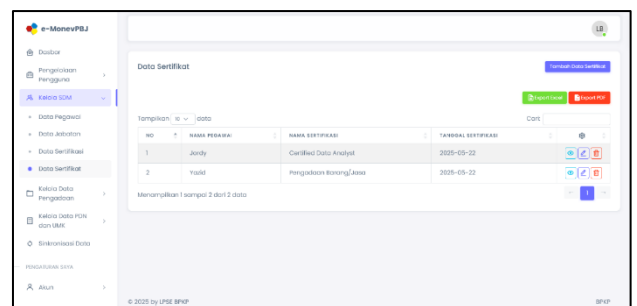 e-MonevPBJ
LB
Dasbor
Pengelolaan
Pengguna
Kelola SDM
Data Pegawai
Data Jabatan
Data Sertifikasi
Data Sertifikat
Kelola Data
Pengadaan
Kelola Data PDN
dan UMK
Sinkronisasi Data
PENGATURAN DATA
Akun
Data Sertifikat
Tambah Data Sertifikat
Export Excel
Export PDF
Tampilkan 10 data
Cari:
NO NAMA PEGAWAI NAMA SERTIFIKASI TANGGAL SERTIFIKASI
1 Jordy Certified Data Analyst 2025-05-22
2 Yazid Pengadaan Barang/Jasa 2025-05-22
Menampilkan 1 sampai 2 dari 2 data
1
© 2025 by LPSE BPKP
BPKP